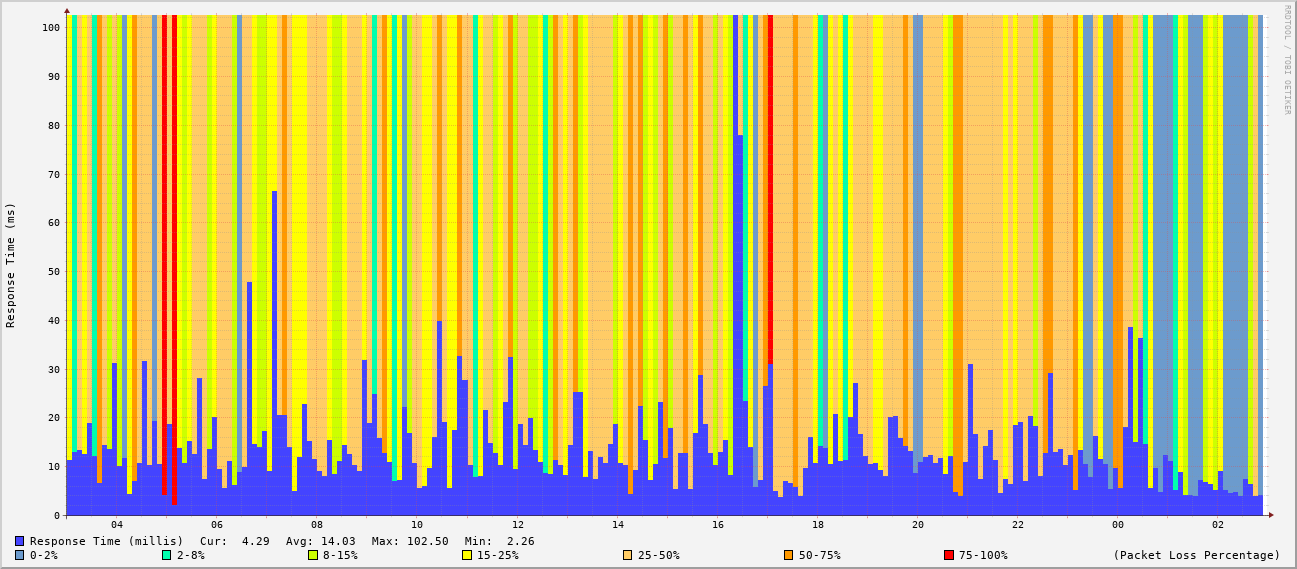 RRDTOOL / TOBI OETIKER
Response Time (ms)
100
90
80
70
60
50
40
30
20
10
0
04 06 08 10 12 14 16 18 20 22 00 02
Response Time (millis) Cur: 4.29 Avg: 14.03 Max: 102.50 Min: 2.26
0-2% 2-8% 8-15% 15-25% 25-50% 50-75% 75-100% (Packet Loss Percentage)